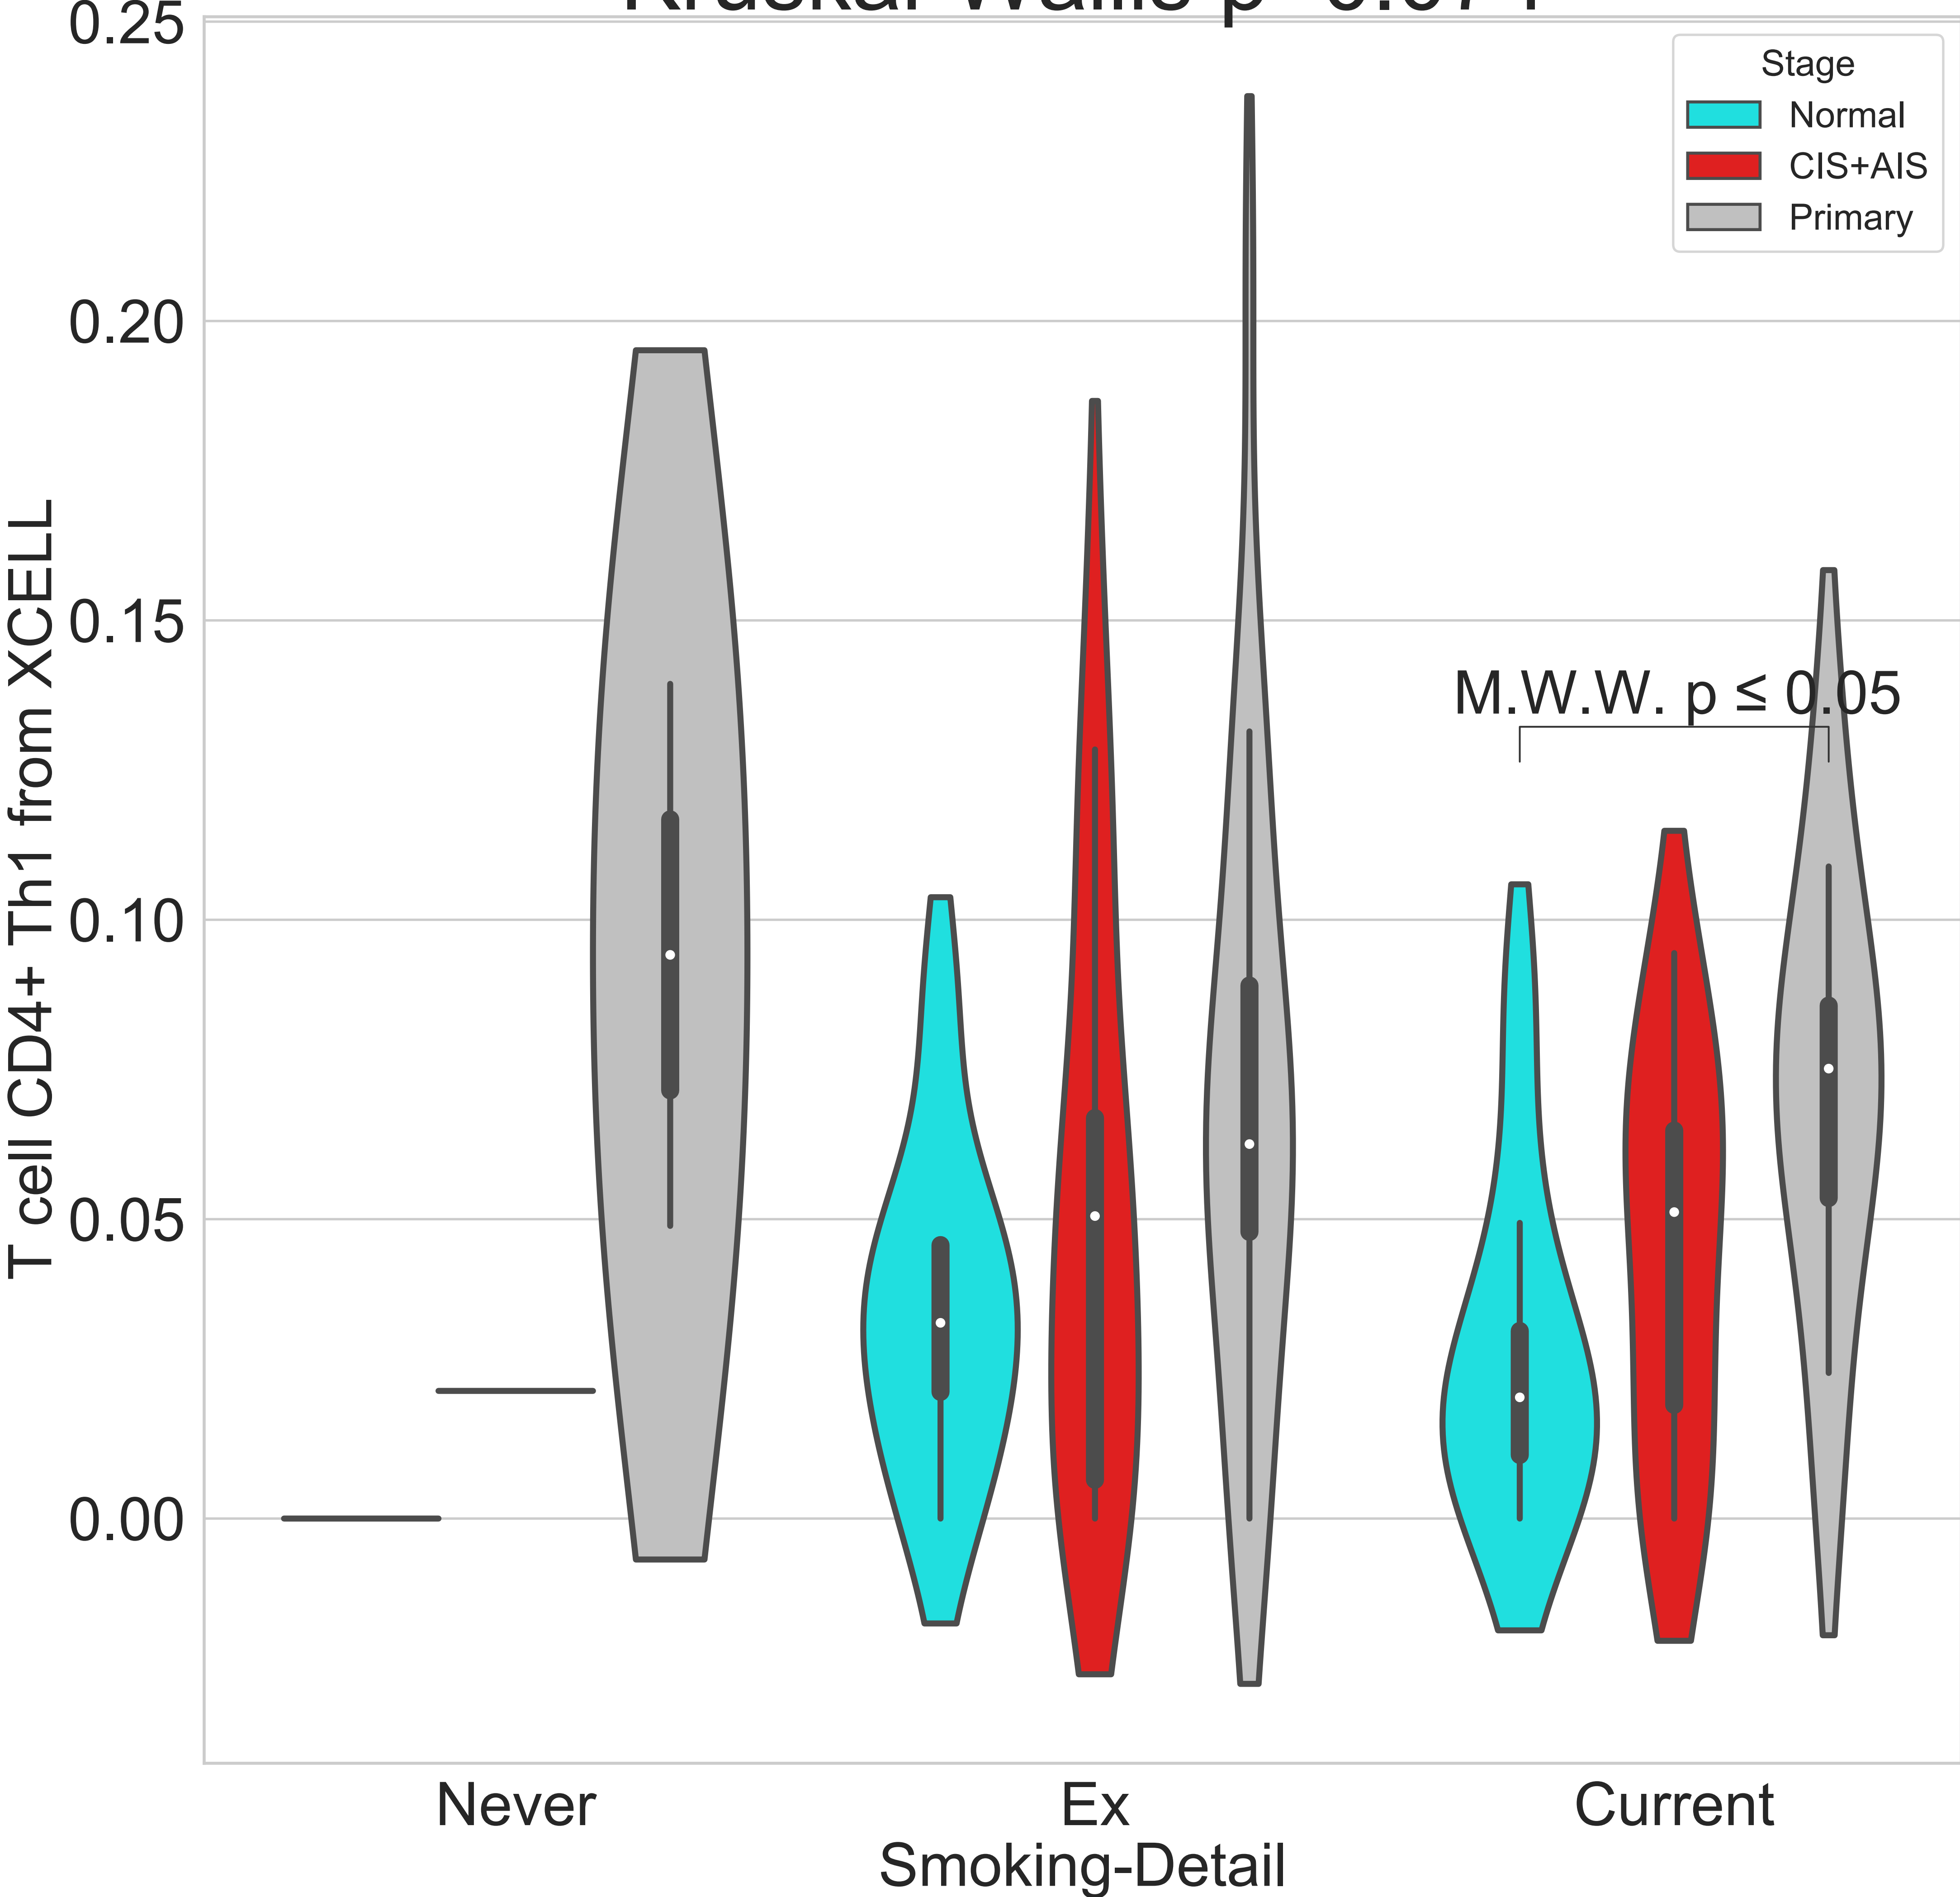 0.25
0.20
0.15
0.10
0.05
0.00
T cell CD4+ Th1 from XCELL
Stage
Normal
CIS+AIS
Primary
M.W.W. p ≤ 0.05
Never
Ex
Current
Smoking-Detail